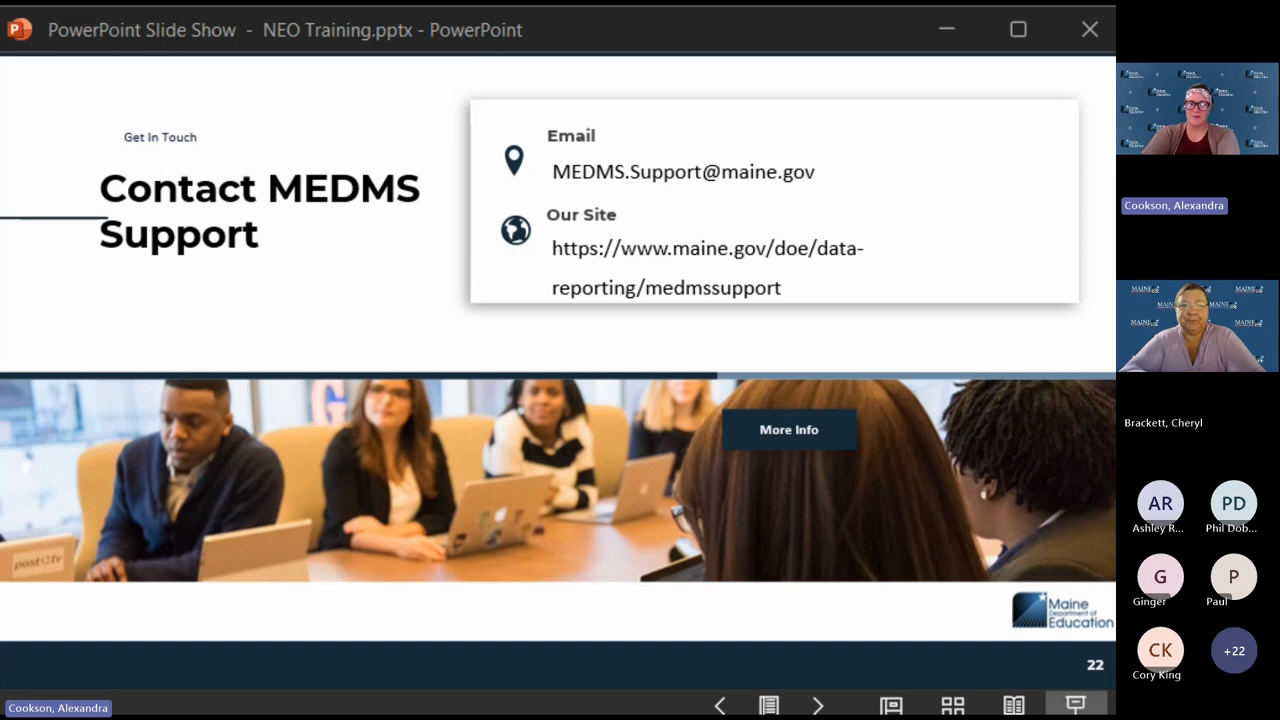 PowerPoint Slide Show - NEO Training.pptx - PowerPoint
Get In Touch
Contact MEDMS
Support
Email
MEDMS.Support@maine.gov
Our Site
https://www.maine.gov/doe/data-
reporting/medmssupport
More Info
Maine
Department of
Education
22
Cookson, Alexandra
Cookson, Alexandra
Brackett, Cheryl
AR
Ashley R...
PD
Phil Dob...
G
Ginger
P
Paul
CK
Cory King
+22